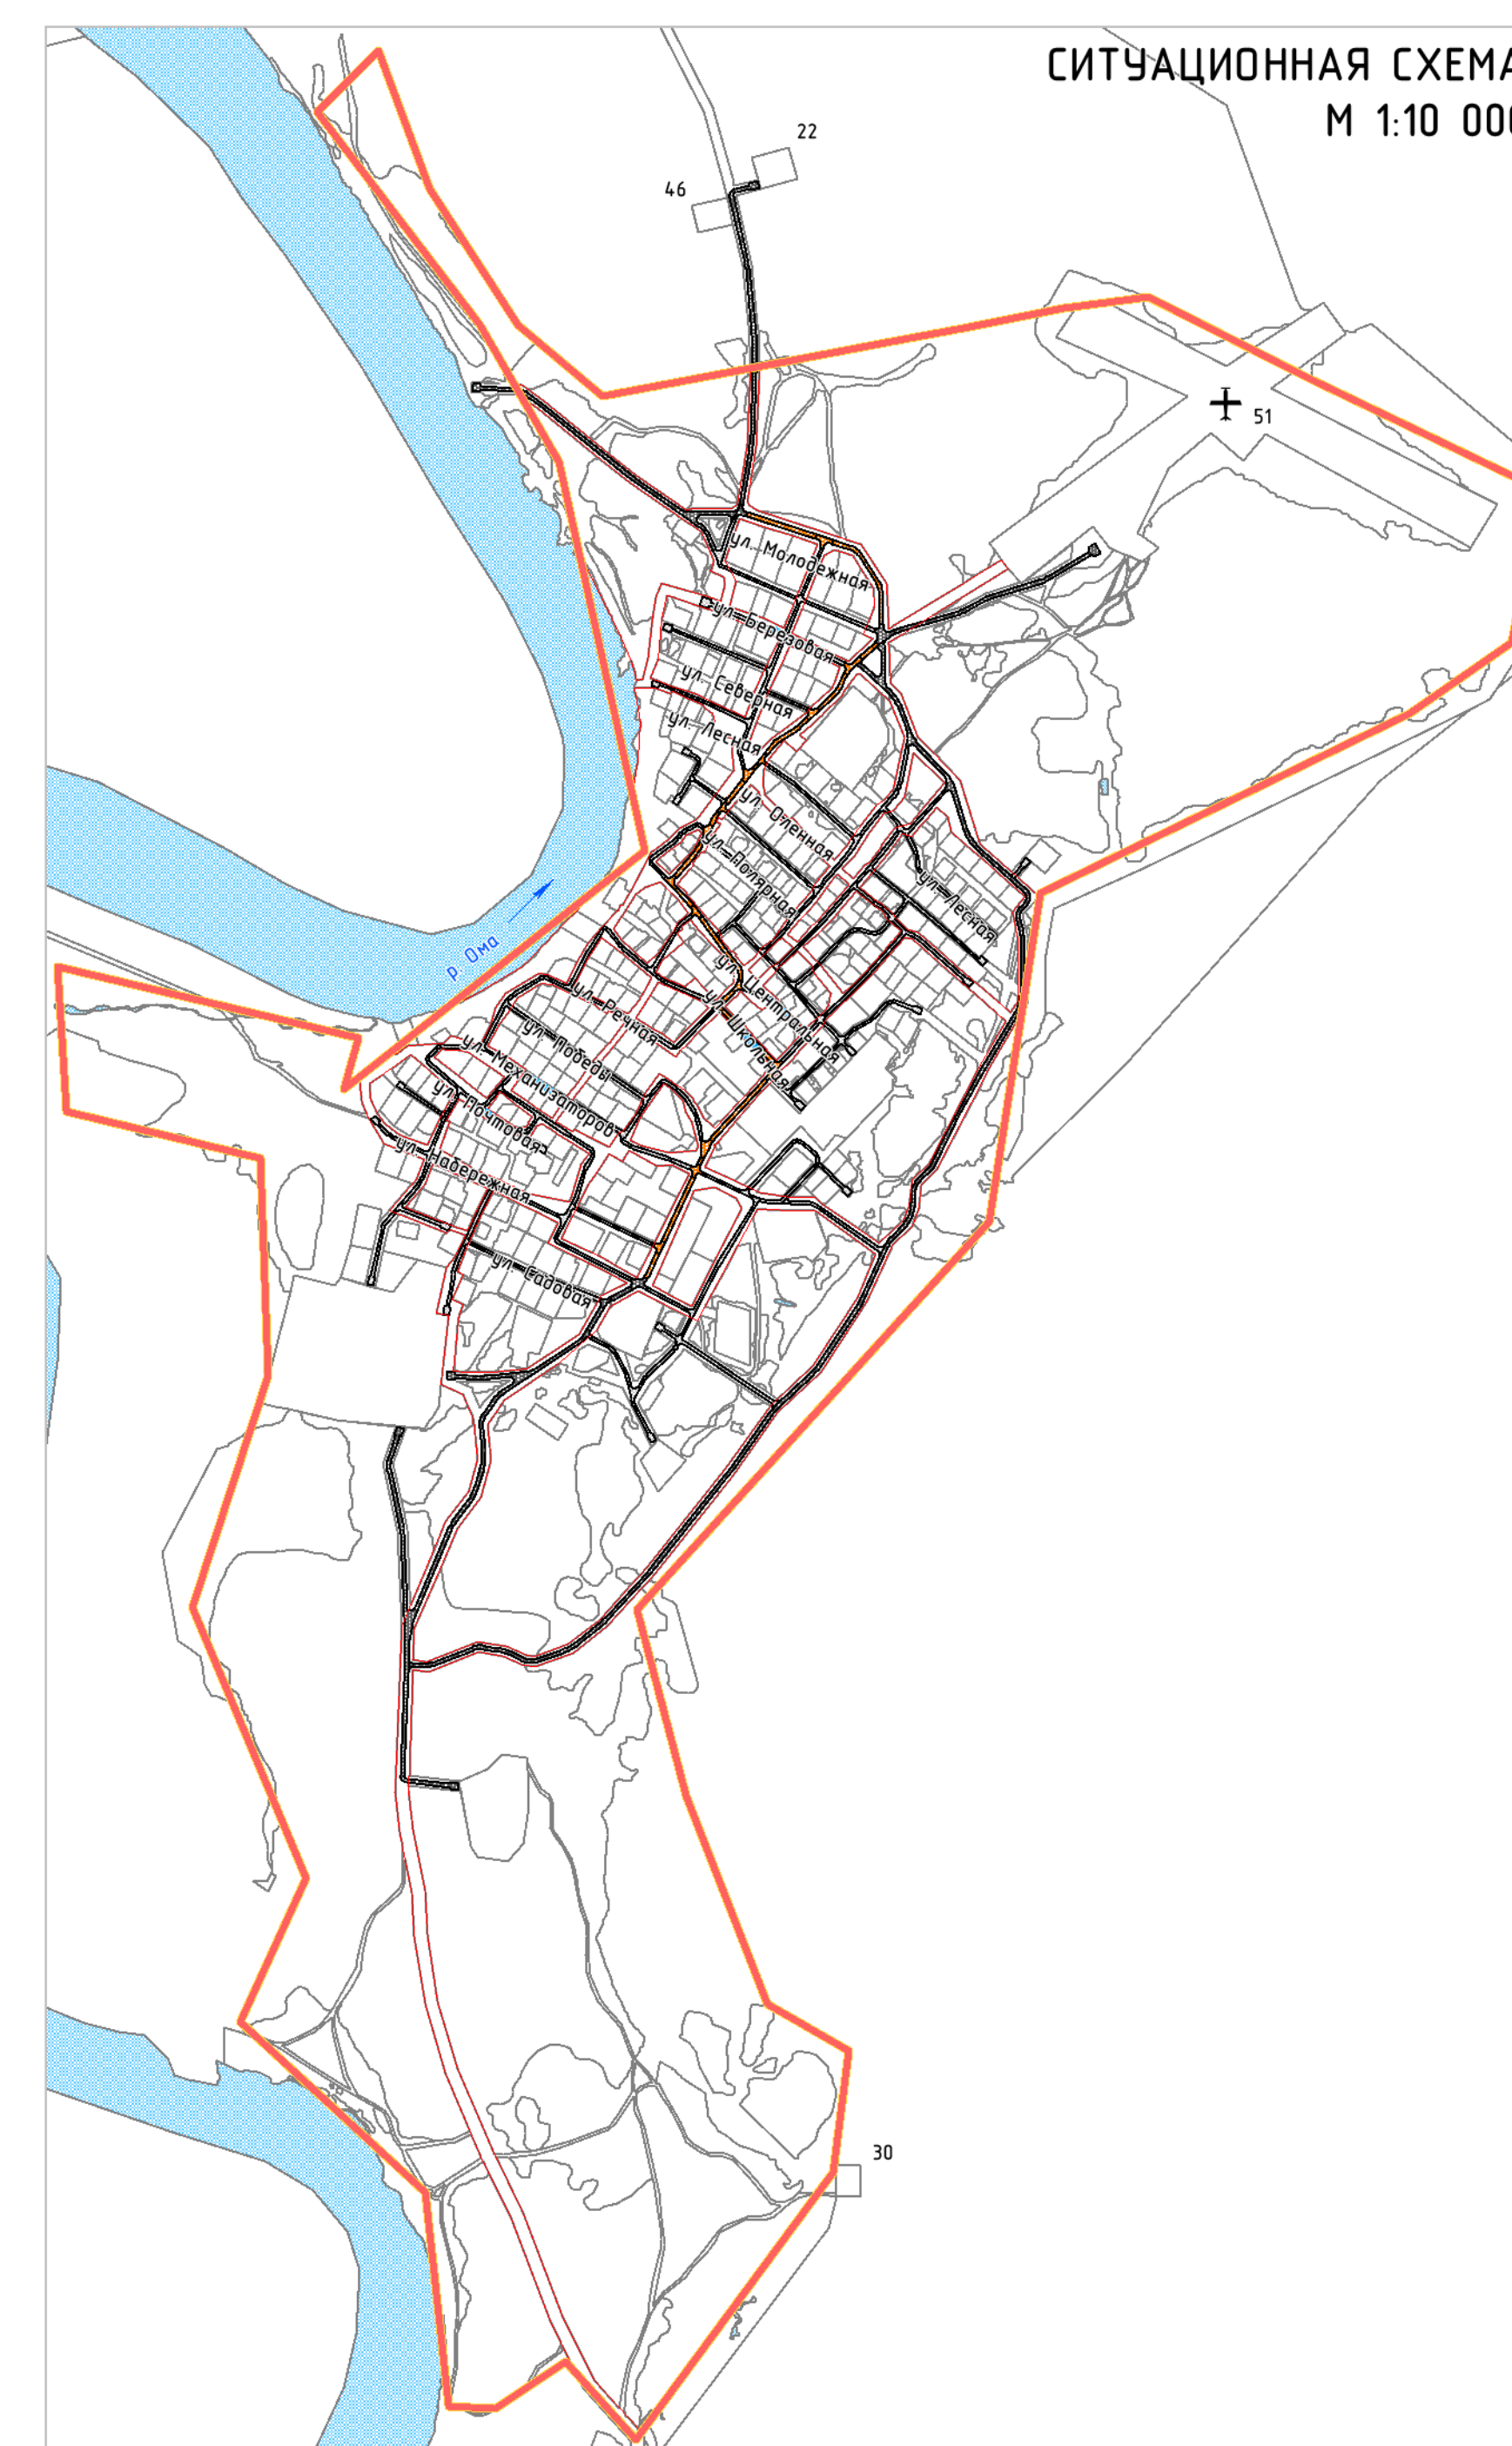 СИТУАЦИОННАЯ СХЕМА
М 1:10 000
22
46
51
ул. Молодежная
ул. Березовая
ул. Северная
ул. Лесная
ул. Оленная
ул. Полярная
ул. Лесная
р. Ома
ул. Центральная
ул. Школьная
ул. Речная
ул. Победы
ул. Механизаторов
ул. Почтовая
ул. Набережная
ул. Садовая
30